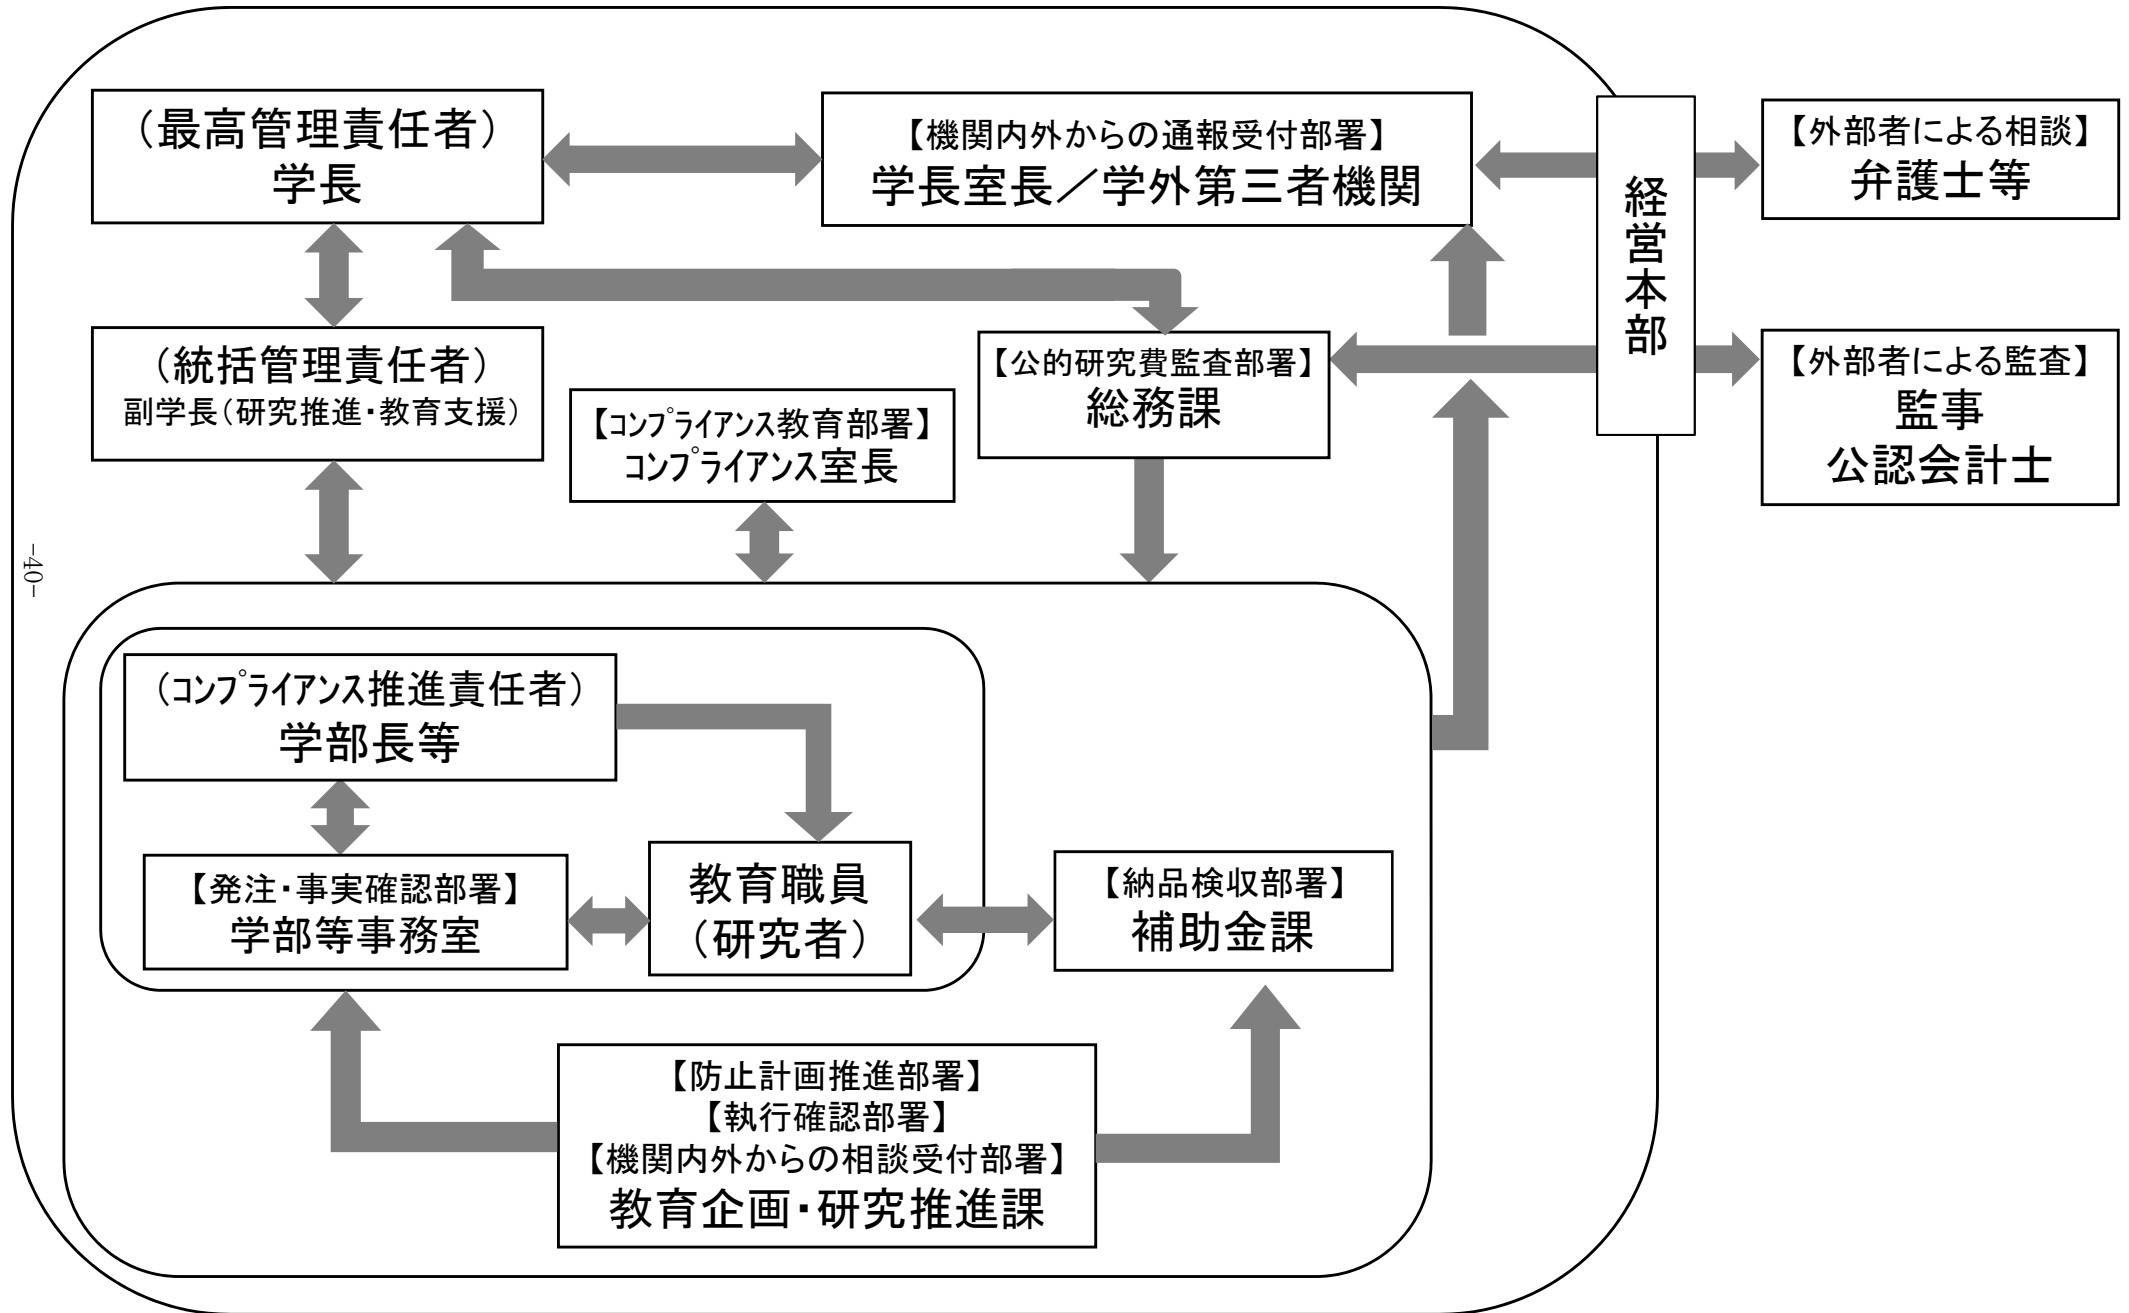 （最高管理責任者）
学長
【機関内外からの通報受付部署】
学長室長／学外第三者機関
経営本部
【外部者による相談】
弁護士等
（統括管理責任者）
副学長（研究推進・教育支援）
【コンプライアンス教育部署】
コンプライアンス室長
【公的研究費監査部署】
総務課
【外部者による監査】
監事
公認会計士
-40-
（コンプライアンス推進責任者）
学部長等
【発注・事実確認部署】
学部等事務室
教育職員
（研究者）
【納品検収部署】
補助金課
【防止計画推進部署】
【執行確認部署】
【機関内外からの相談受付部署】
教育企画・研究推進課